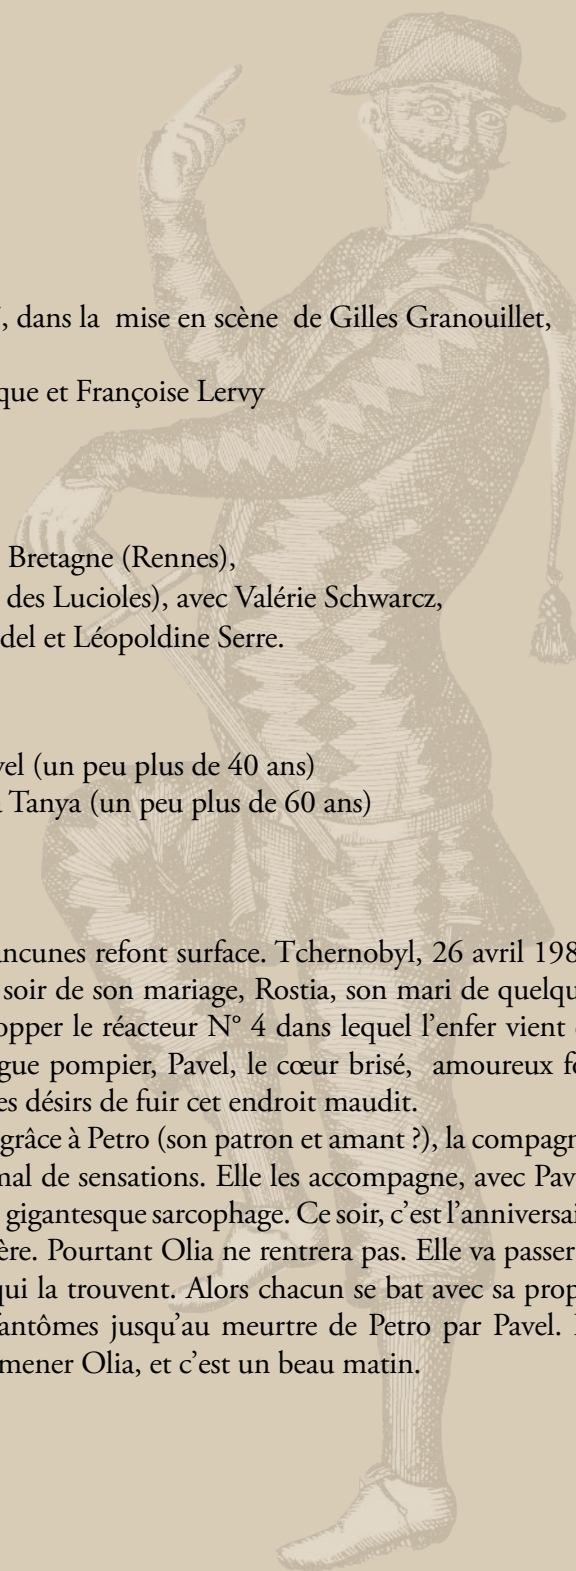 , dans la mise en scène de Gilles Granouillet,
que et Françoise Lervy
Bretagne (Rennes),
des Lucioles), avec Valérie Schwarcz,
del et Léopoldine Serre.
vel (un peu plus de 40 ans)
Tanya (un peu plus de 60 ans)
ancunes refont surface. Tchernobyl, 26 avril 198
soir de son mariage, Rostia, son mari de quelqu
opper le réacteur N° 4 dans lequel l’enfer vient
gue pompier, Pavel, le cœur brisé, amoureux f
es désirs de fuir cet endroit maudit.
grâce à Petro (son patron et amant ?), la compagn
mal de sensations. Elle les accompagne, avec Pav
gigantesque sarcophage. Ce soir, c’est l’anniversai
ère. Pourtant Olia ne rentrera pas. Elle va passer
qui la trouvent. Alors chacun se bat avec sa prop
antômes jusqu’au meurtre de Petro par Pavel.
mener Olia, et c’est un beau matin.